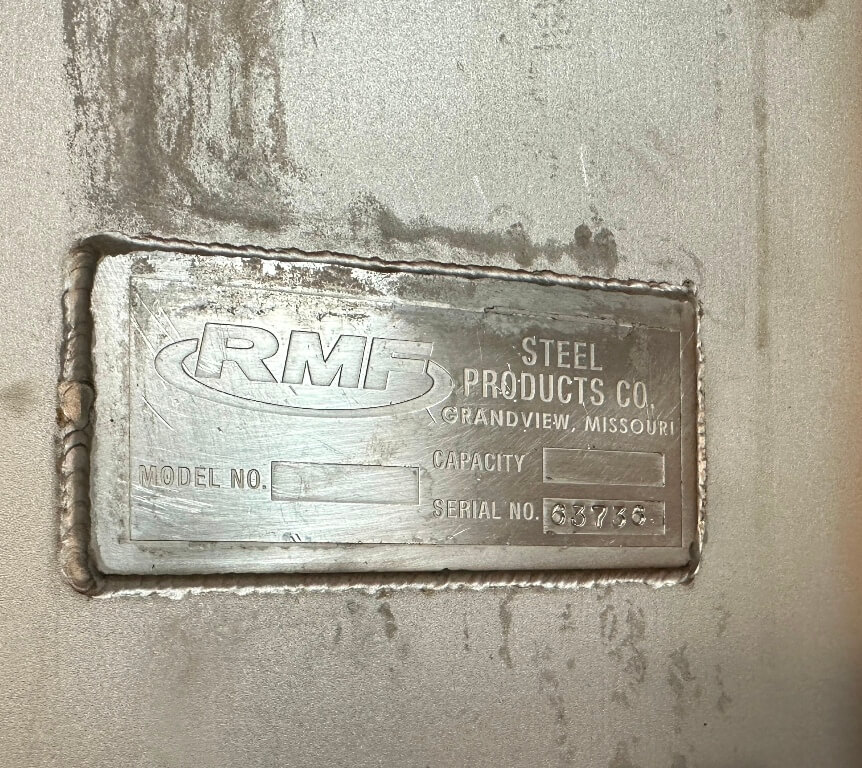 RMF
STEEL
PRODUCTS CO.
GRANDVIEW, MISSOURI
MODEL NO.
CAPACITY
SERIAL NO. 63736